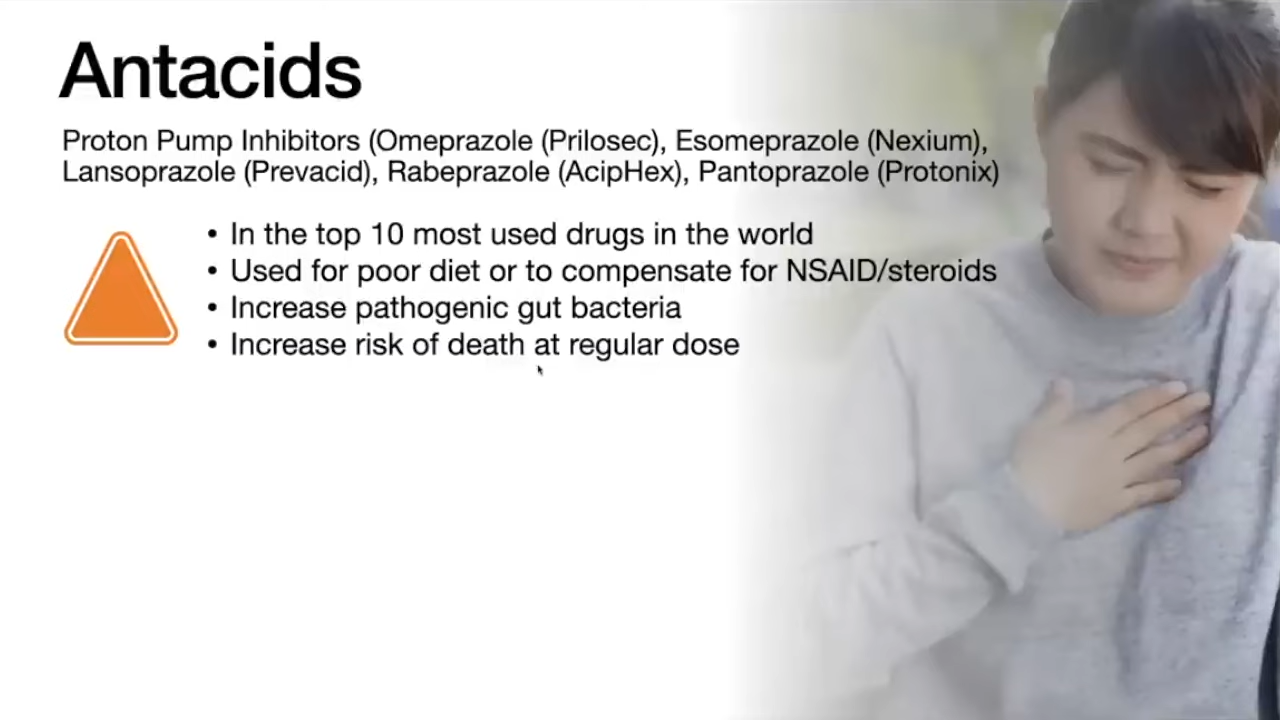 Antacids
Proton Pump Inhibitors (Omeprazole (Prilosec), Esomeprazole (Nexium),
Lansoprazole (Prevacid), Rabeprazole (AcipHex), Pantoprazole (Protonix)
• In the top 10 most used drugs in the world
• Used for poor diet or to compensate for NSAID/steroids
• Increase pathogenic gut bacteria
• Increase risk of death at regular dose